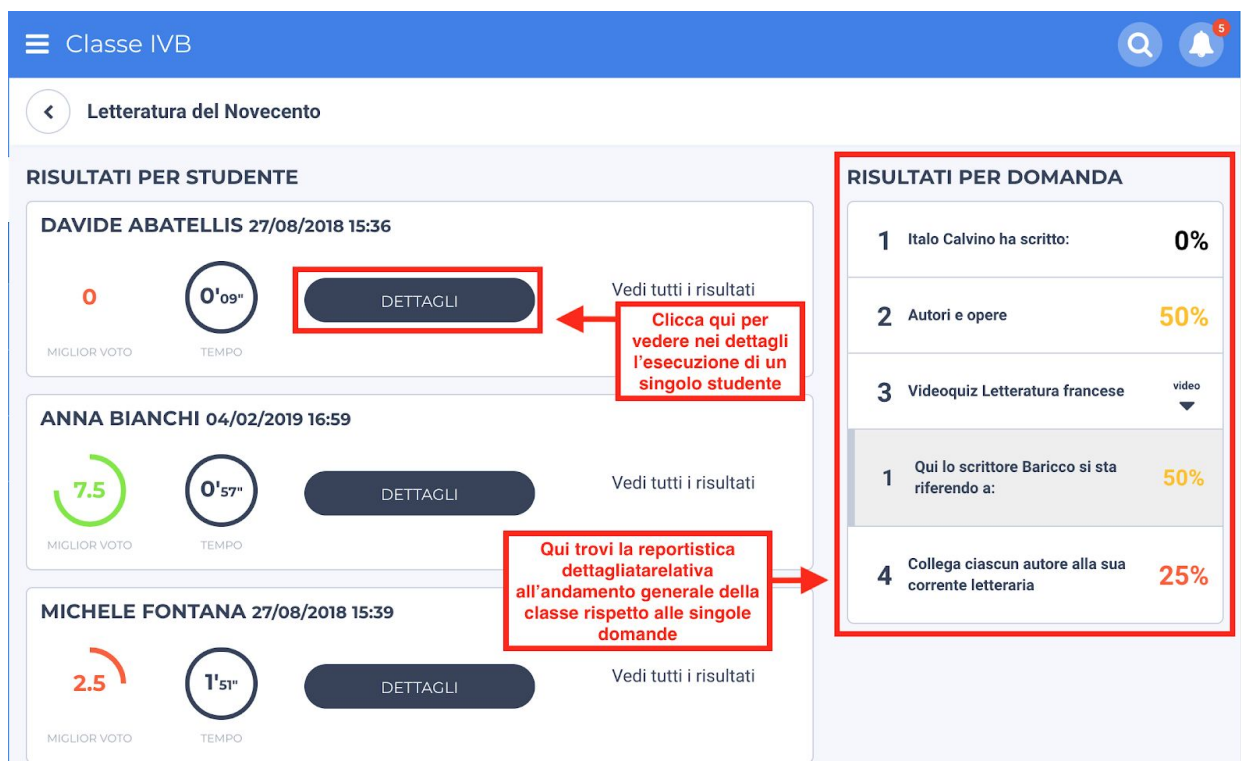 Classe IVB
5
Letteratura del Novecento
RISULTATI PER STUDENTE
DAVIDE ABATELLIS 27/08/2018 15:36
0
0'09"
DETTAGLI
Vedi tutti i risultati
MIGLIOR VOTO
TEMPO
Clicca qui per
vedere nei dettagli
l'esecuzione di un
singolo studente
ANNA BIANCHI 04/02/2019 16:59
7.5
0'57"
DETTAGLI
Vedi tutti i risultati
MIGLIOR VOTO
TEMPO
Qui trovi la reportistica
dettagliatarelativa
all'andamento generale della
classe rispetto alle singole
domande
MICHELE FONTANA 27/08/2018 15:39
2.5
1'51"
DETTAGLI
Vedi tutti i risultati
MIGLIOR VOTO
TEMPO
RISULTATI PER DOMANDA
1 Italo Calvino ha scritto: 0%
2 Autori e opere 50%
3 Videoquiz Letteratura francese video
1 Qui lo scrittore Baricco si sta
riferendo a: 50%
4 Collega ciascun autore alla sua
corrente letteraria 25%